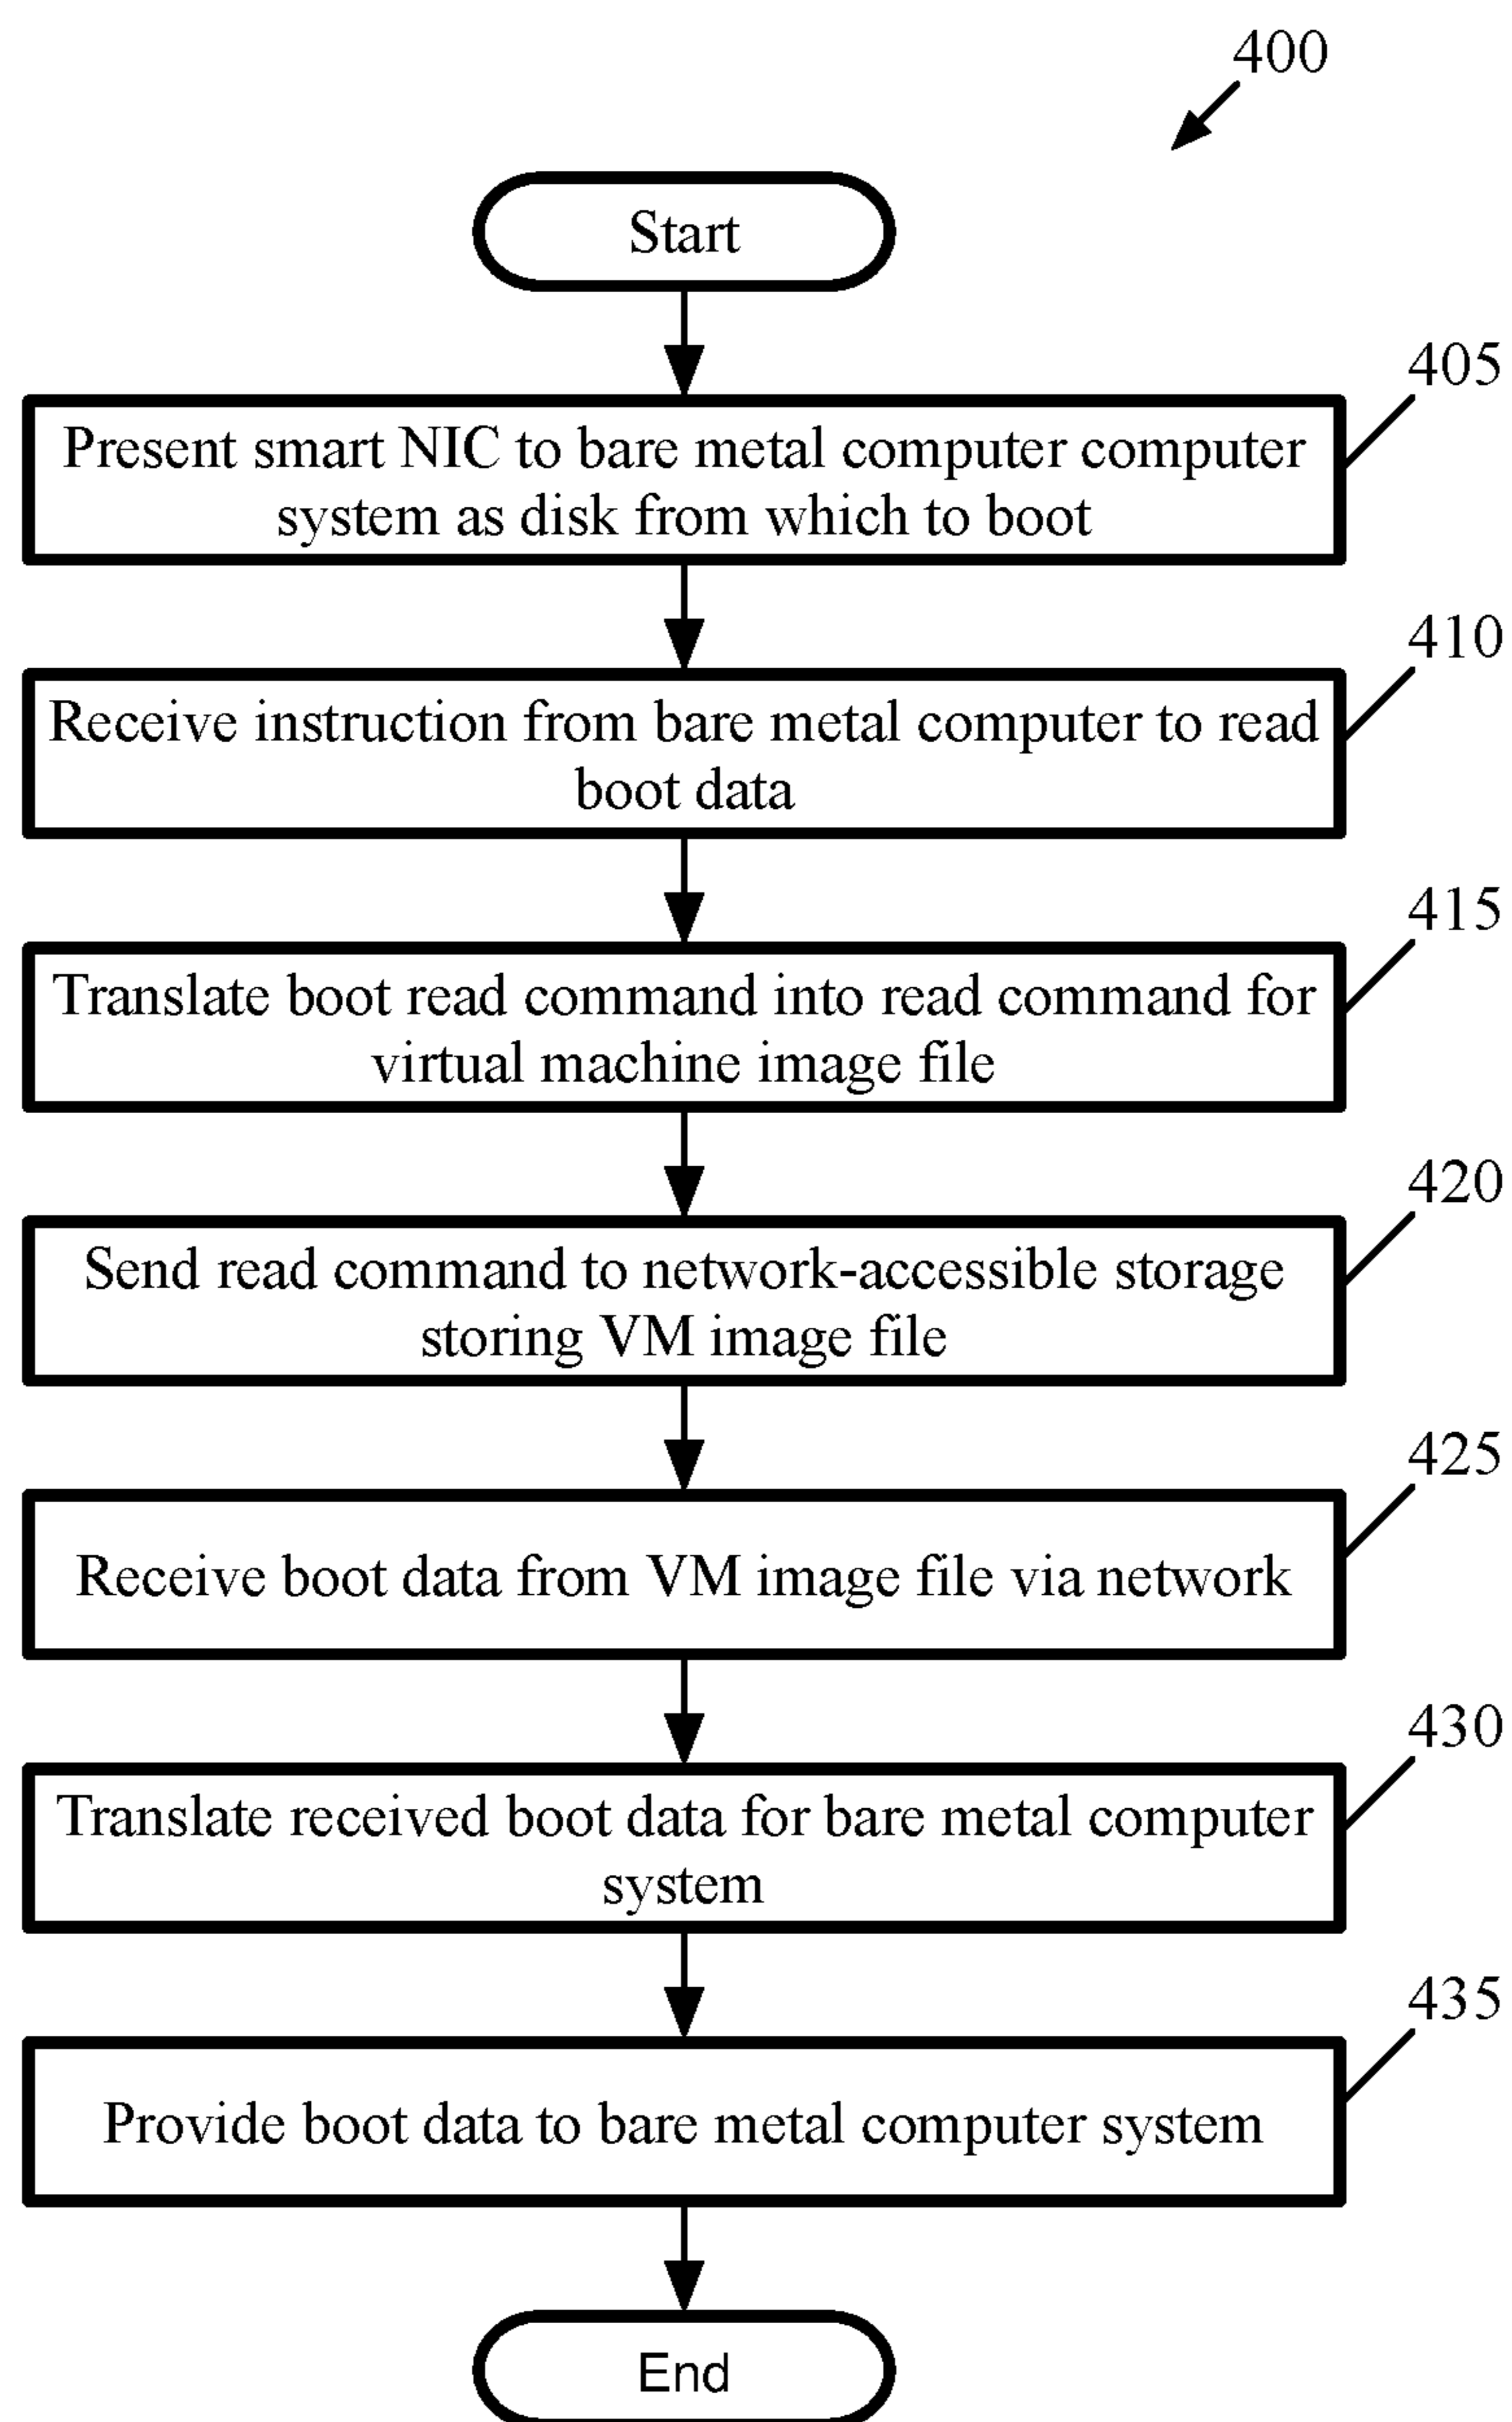 400
Start
405
Present smart NIC to bare metal computer computer
system as disk from which to boot
410
Receive instruction from bare metal computer to read
boot data
415
Translate boot read command into read command for
virtual machine image file
420
Send read command to network-accessible storage
storing VM image file
425
Receive boot data from VM image file via network
430
Translate received boot data for bare metal computer
system
435
Provide boot data to bare metal computer system
End